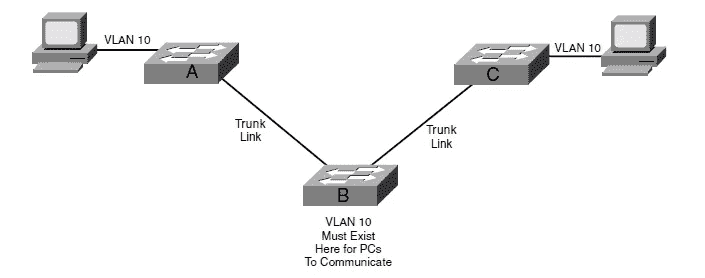 VLAN 10
A
C
VLAN 10
Trunk
Link
Trunk
Link
B
VLAN 10
Must Exist
Here for PCs
To Communicate